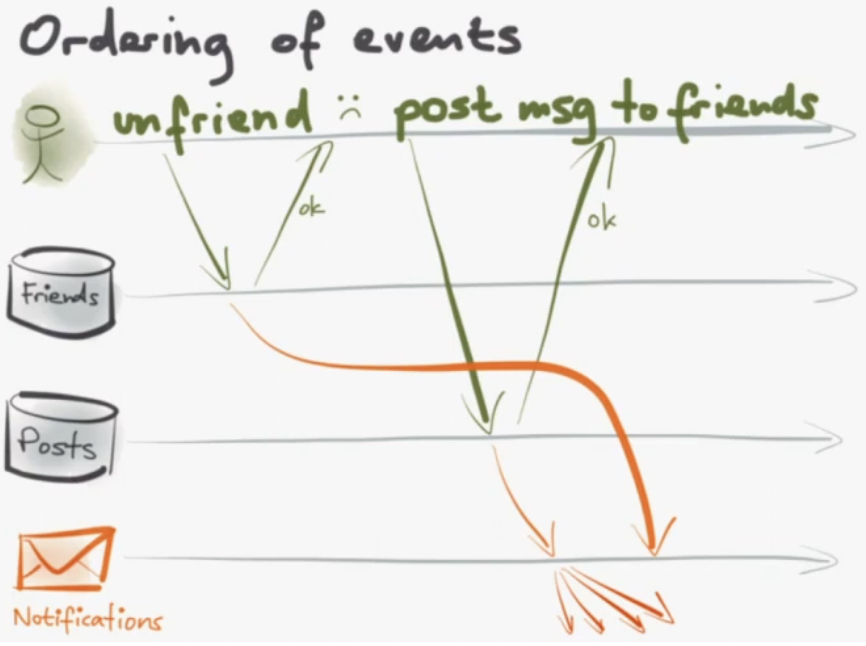 Ordering of events
unfriend :( post msg to friends
ok
ok
Friends
Posts
Notifications